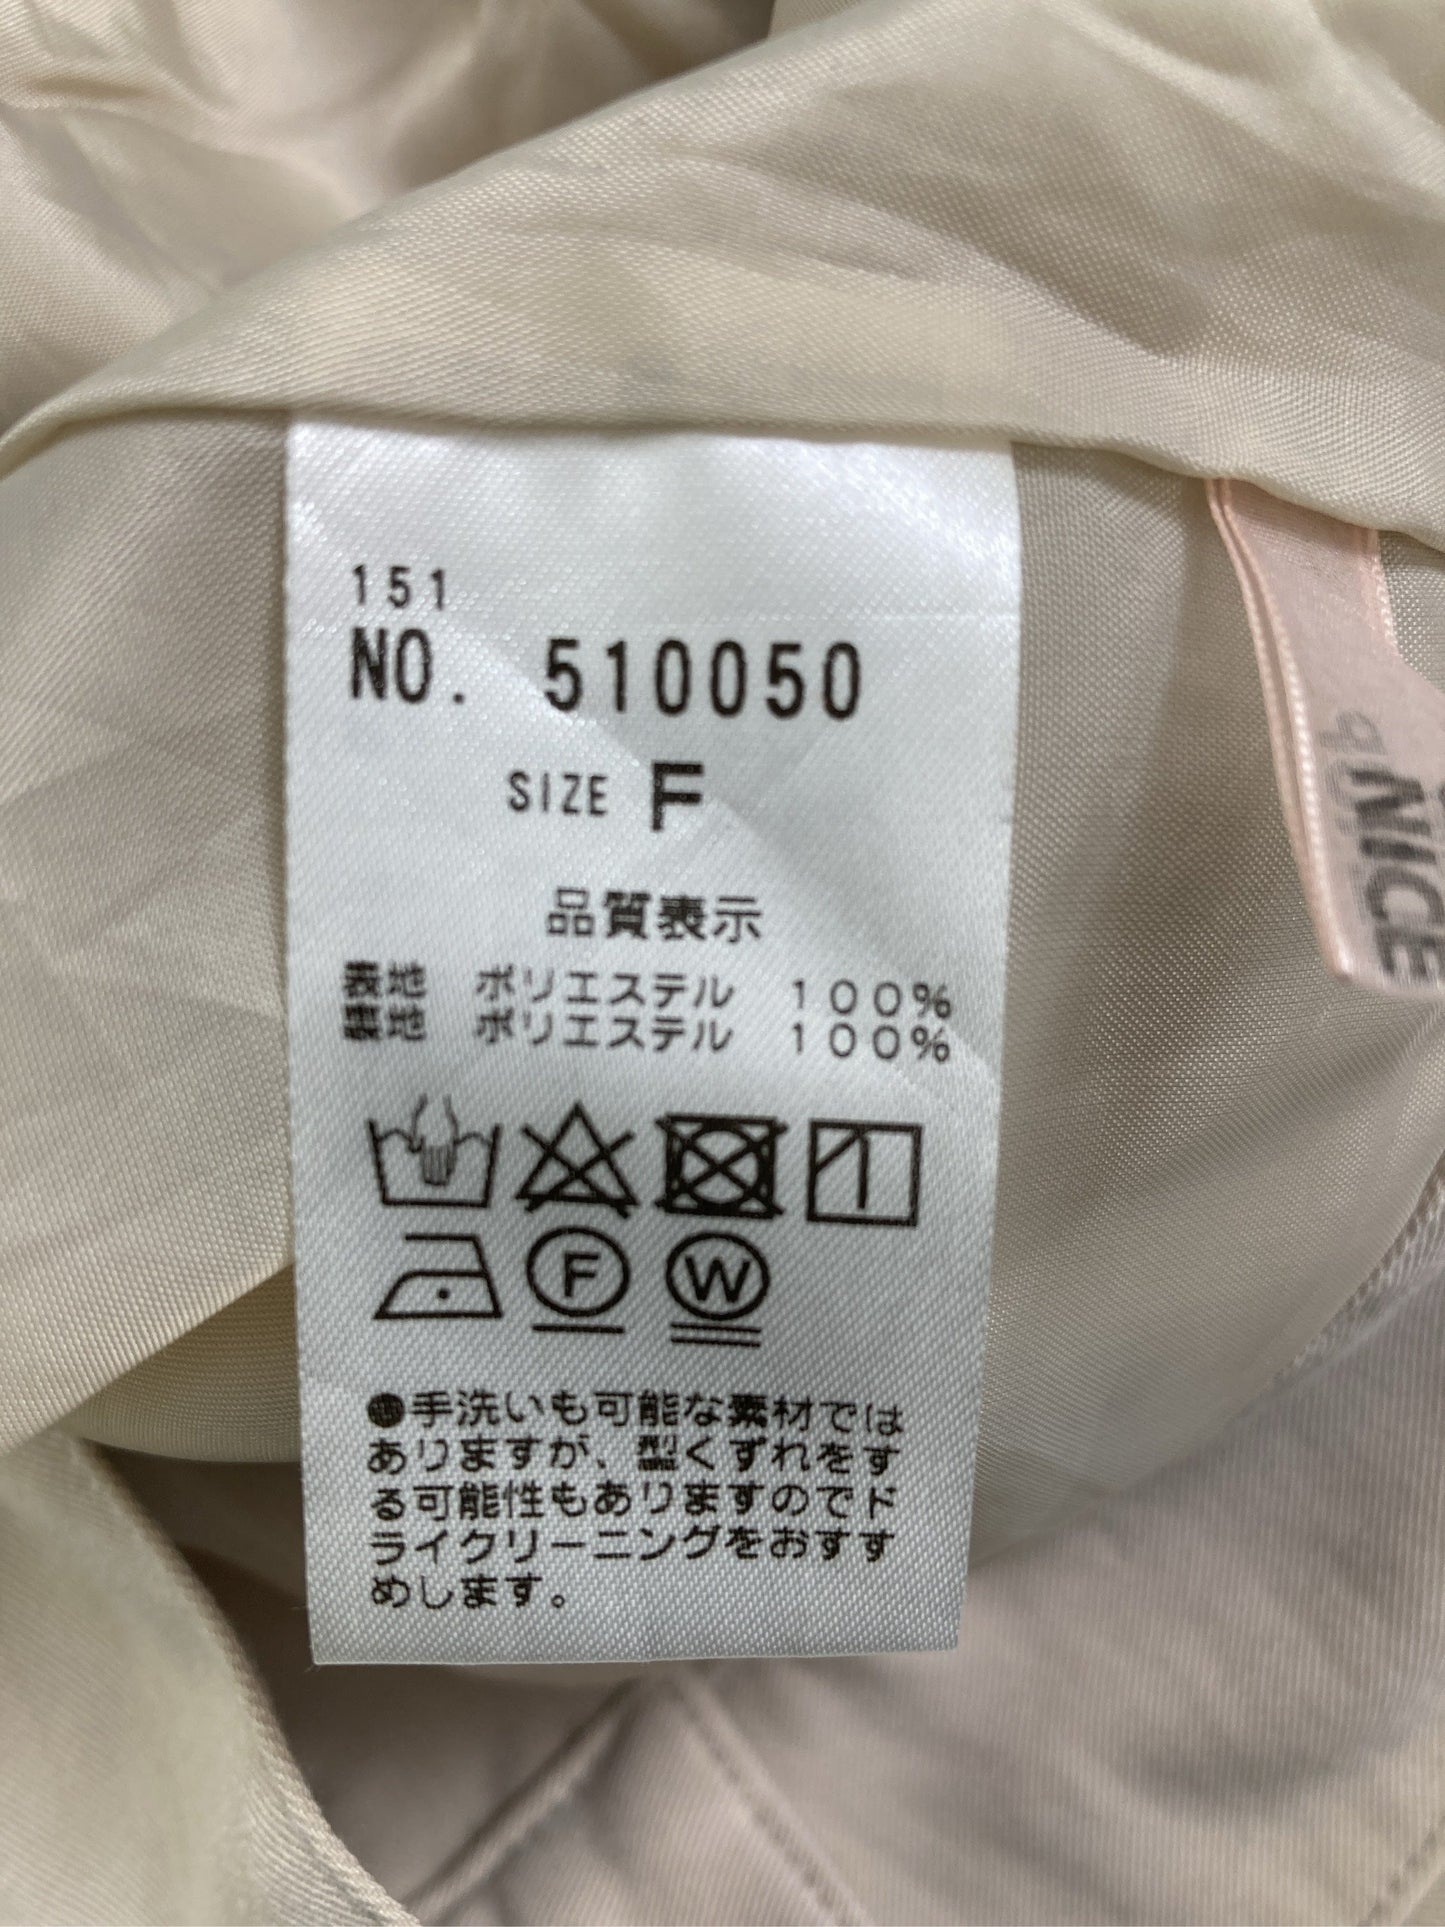 151
NO. 510050
SIZE F
品質表示
表地 ポリエステル 100%
裏地 ポリエステル 100%
F
W
●手洗いも可能な素材では
ありますが、型くずれをす
る可能性もありますのでド
ライクリーニングをおすす
めします。
NICE